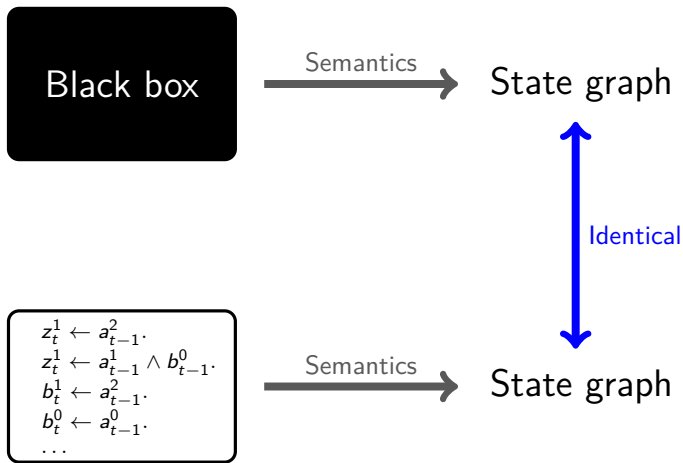 Black box
Semantics
State graph
Identical
z_t^1 ← a_{t−1}^2.
z_t^1 ← a_{t−1}^1 ∧ b_{t−1}^0.
b_t^1 ← a_{t−1}^2.
b_t^0 ← a_{t−1}^0.
...
Semantics
State graph